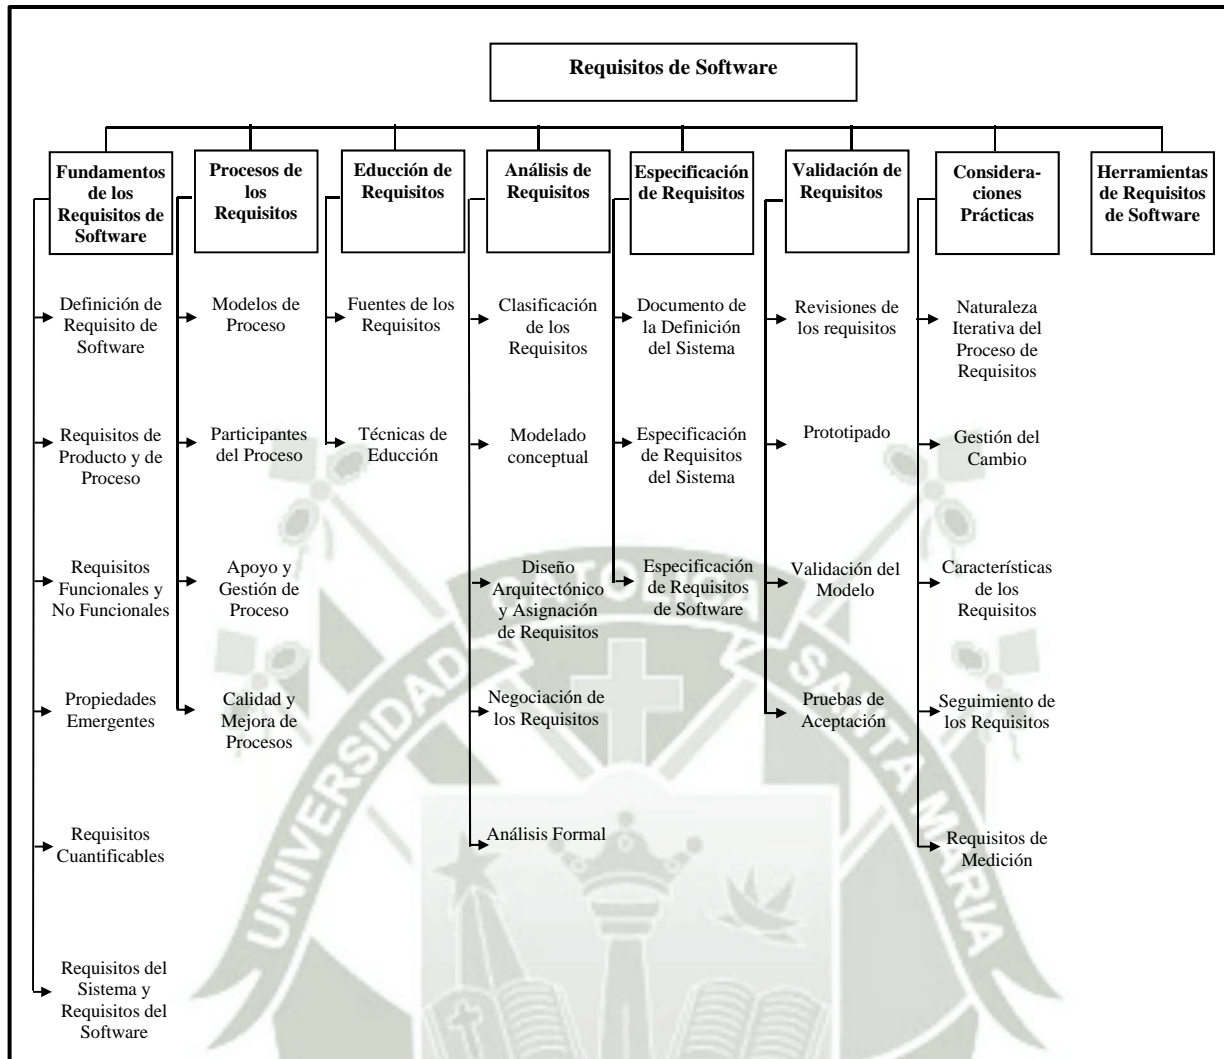 Requisitos de Software
Fundamentos
de los
Requisitos de
Software
Definición de
Requisito de
Software
Requisitos de
Producto y de
Proceso
Requisitos
Funcionales y
No Funcionales
Propiedades
Emergentes
Requisitos
Cuantificables
Requisitos del
Sistema y
Requisitos del
Software
Procesos de
los
Requisitos
Modelos de
Proceso
Participantes
del Proceso
Apoyo y
Gestión de
Proceso
Calidad y
Mejora de
Procesos
Educción de
Requisitos
Fuentes de los
Requisitos
Técnicas de
Educción
Análisis de
Requisitos
Clasificación
de los
Requisitos
Modelado
conceptual
Diseño
Arquitectónico
y Asignación
de Requisitos
Negociación de
los Requisitos
Análisis Formal
Especificación
de Requisitos
Documento de
la Definición
del Sistema
Especificación
de Requisitos
del Sistema
Especificación
de Requisitos
de Software
Validación de
Requisitos
Revisiones de
los requisitos
Prototipado
Validación del
Modelo
Pruebas de
Aceptación
Considera-
ciones
Prácticas
Naturaleza
Iterativa del
Proceso de
Requisitos
Gestión del
Cambio
Características
de los
Requisitos
Seguimiento de
los Requisitos
Requisitos de
Medición
Herramientas
de Requisitos
de Software
UNIVERSIDAD CATOLICA SANTA MARIA